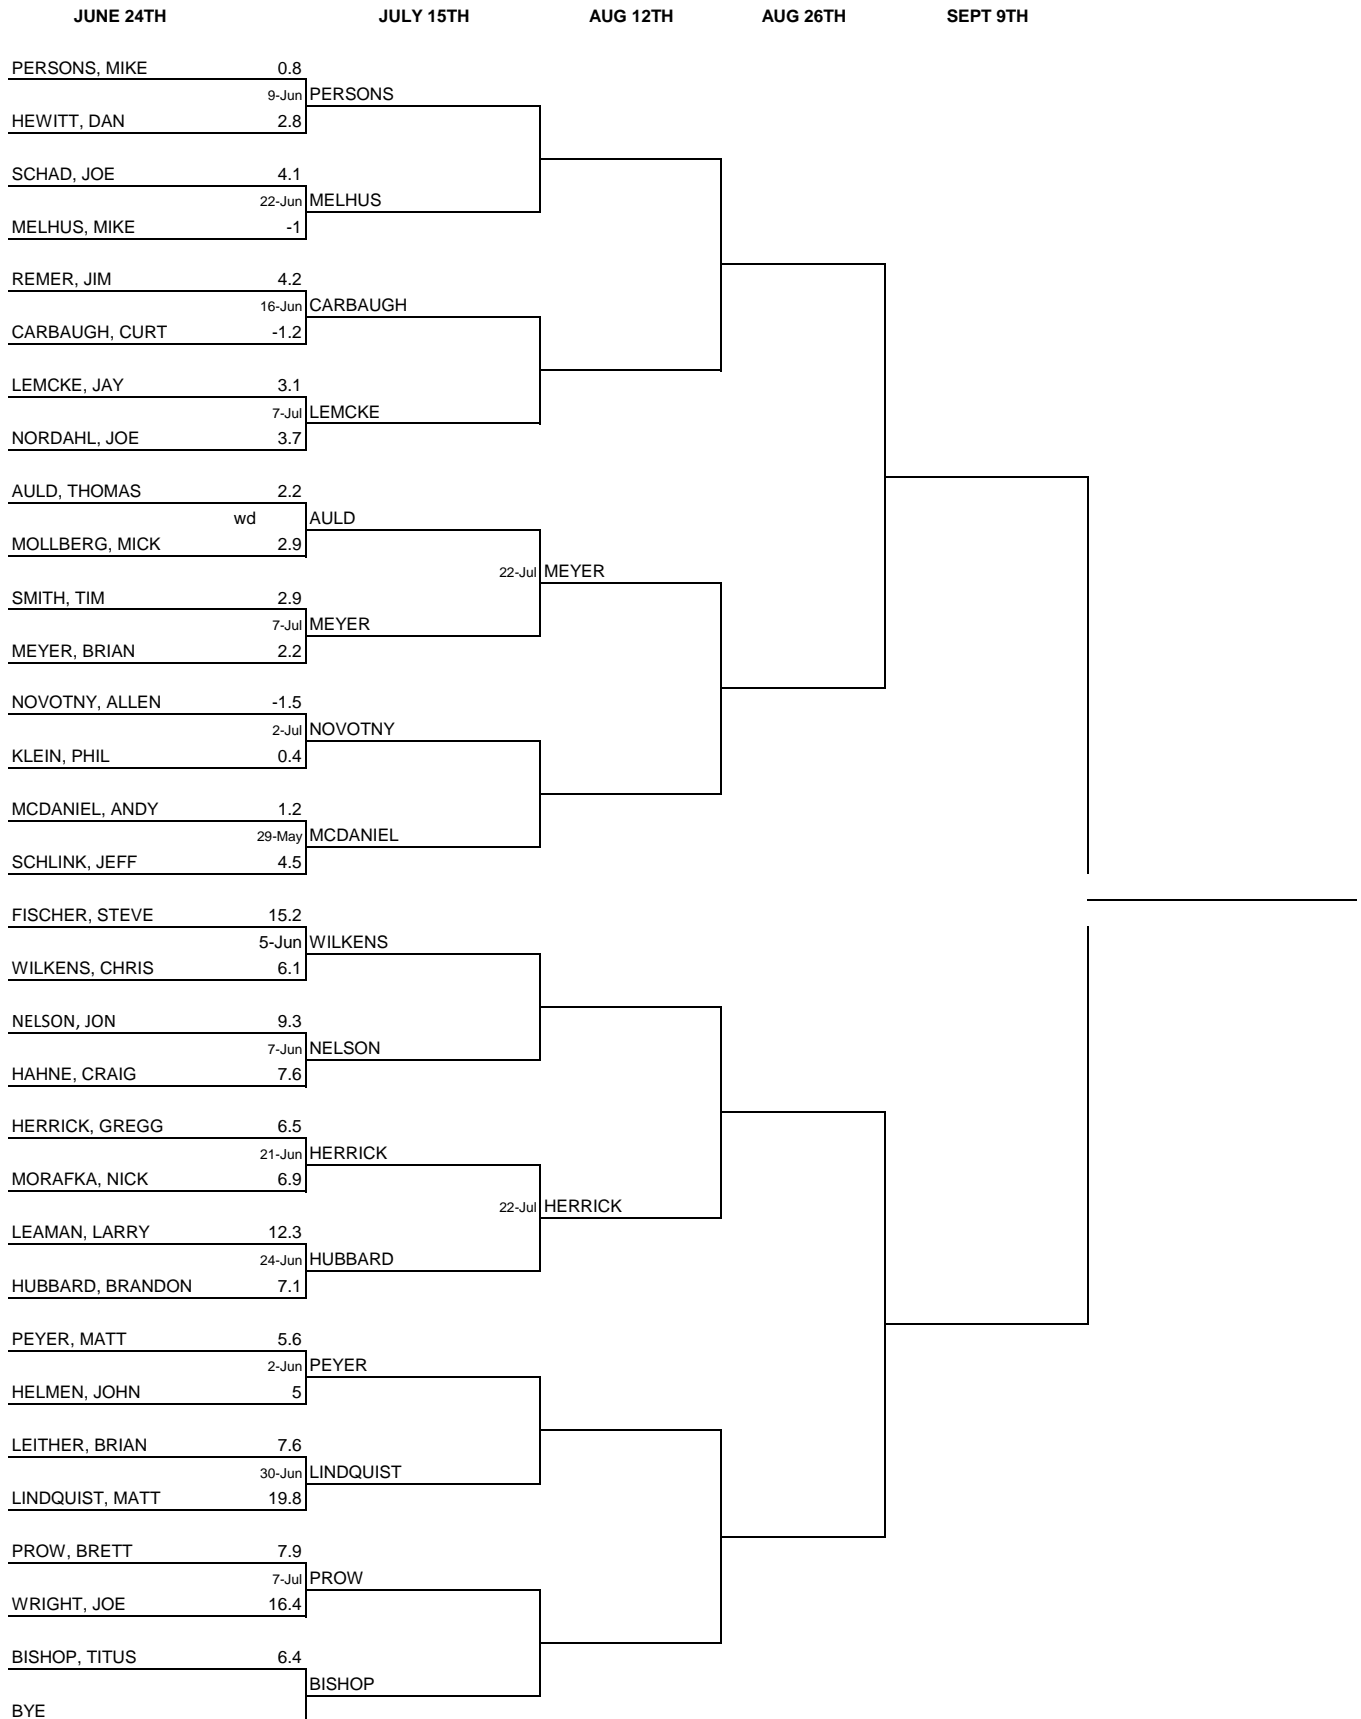 JUNE 24TH JULY 15TH AUG 12TH AUG 26TH SEPT 9TH
PERSONS, MIKE 0.8
9-Jun PERSONS
HEWITT, DAN 2.8
SCHAD, JOE 4.1
22-Jun MELHUS
MELHUS, MIKE -1
REMER, JIM 4.2
16-Jun CARBAUGH
CARBAUGH, CURT -1.2
LEMCKE, JAY 3.1
7-Jul LEMCKE
NORDAHL, JOE 3.7
AULD, THOMAS 2.2
wd AULD
MOLLBERG, MICK 2.9
22-Jul MEYER
SMITH, TIM 2.9
7-Jul MEYER
MEYER, BRIAN 2.2
NOVOTNY, ALLEN -1.5
2-Jul NOVOTNY
KLEIN, PHIL 0.4
MCDANIEL, ANDY 1.2
29-May MCDANIEL
SCHLINK, JEFF 4.5
FISCHER, STEVE 15.2
5-Jun WILKENS
WILKENS, CHRIS 6.1
NELSON, JON 9.3
7-Jun NELSON
HAHNE, CRAIG 7.6
HERRICK, GREGG 6.5
21-Jun HERRICK
MORAFKA, NICK 6.9
22-Jul HERRICK
LEAMAN, LARRY 12.3
24-Jun HUBBARD
HUBBARD, BRANDON 7.1
PEYER, MATT 5.6
2-Jun PEYER
HELMEN, JOHN 5
LEITHER, BRIAN 7.6
30-Jun LINDQUIST
LINDQUIST, MATT 19.8
PROW, BRETT 7.9
7-Jul PROW
WRIGHT, JOE 16.4
BISHOP, TITUS 6.4
BISHOP
BYE